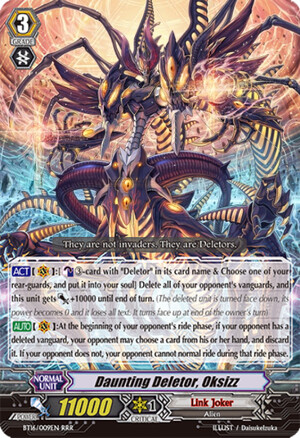 3
GRADE
They are not invaders. They are Deletors.
ACT [V] 1: [3-card with "Deletor" in its card name & Choose one of your
rear-guards, and put it into your soul] Delete all of your opponent's vanguards, and
this unit gets +10000 until end of turn. (The deleted unit is turned face down, its
power becomes 0 and it loses all text. It turns face up at end of the owner's turn)
AUTO [V] 1: At the beginning of your opponent's ride phase, if your opponent has a
deleted vanguard, your opponent may choose a card from his or her hand, and discard
it. If your opponent does not, your opponent cannot normal ride during that ride phase.
NORMAL
UNIT
Daunting Deletor, Oksizz
11000
1
CRITICAL
Link Joker
Alien
BT16/009EN RRR
ILLUST / DaisukeIzuka